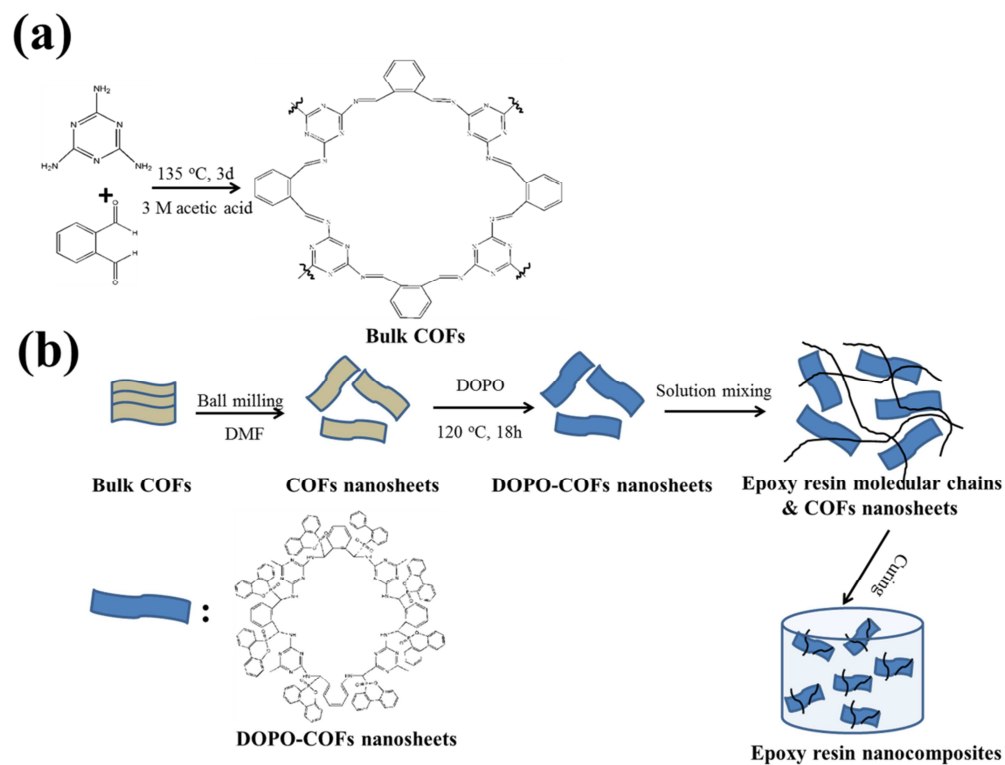 (a)
NH₂
N
N
N
H₂N
NH₂
+
O
H
H
O
135 °C, 3d
3 M acetic acid
Bulk COFs
(b)
Ball milling
DMF
DOPO
120 °C, 18h
Solution mixing
Bulk COFs
COFs nanosheets
DOPO-COFs nanosheets
Epoxy resin molecular chains
& COFs nanosheets
Curing
:
DOPO-COFs nanosheets
Epoxy resin nanocomposites